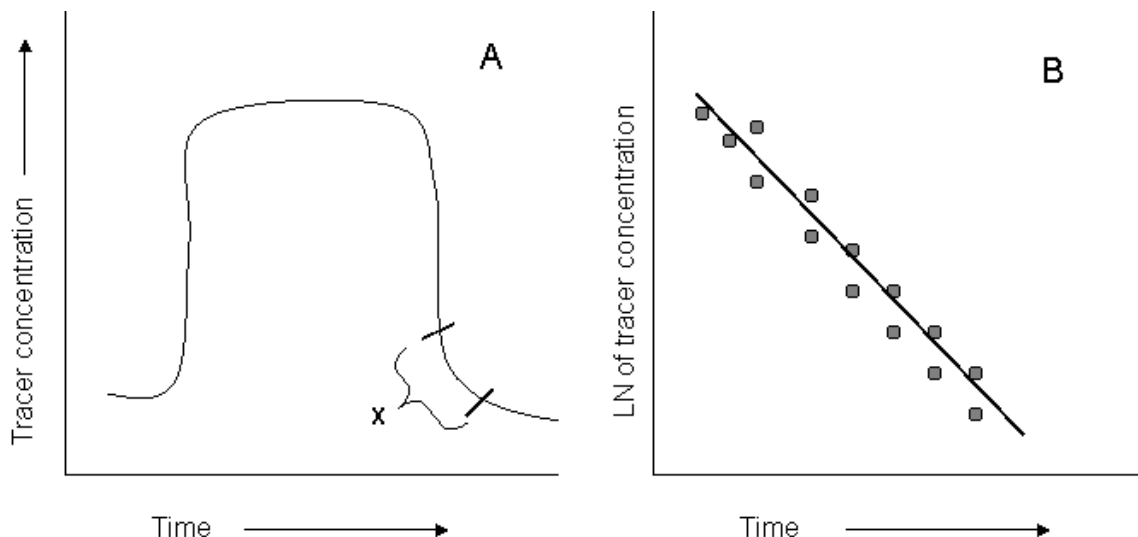 A
Tracer concentration
x
Time
B
LN of tracer concentration
Time